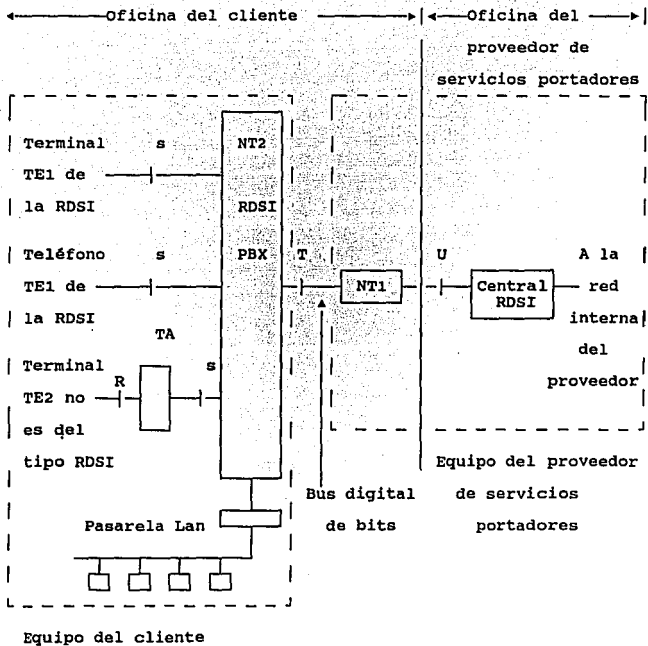 Oficina del cliente
Oficina del
proveedor de
servicios portadores
Terminal
TE1 de
la RDSI
s
NT2
RDSI
PBX
Teléfono
TE1 de
la RDSI
s
T
NT1
U
Central
RDSI
A la
red
interna
del
proveedor
TA
Terminal
TE2 no
es del
tipo RDSI
R
s
Bus digital
de bits
Equipo del proveedor
de servicios
portadores
Pasarela Lan
Equipo del cliente